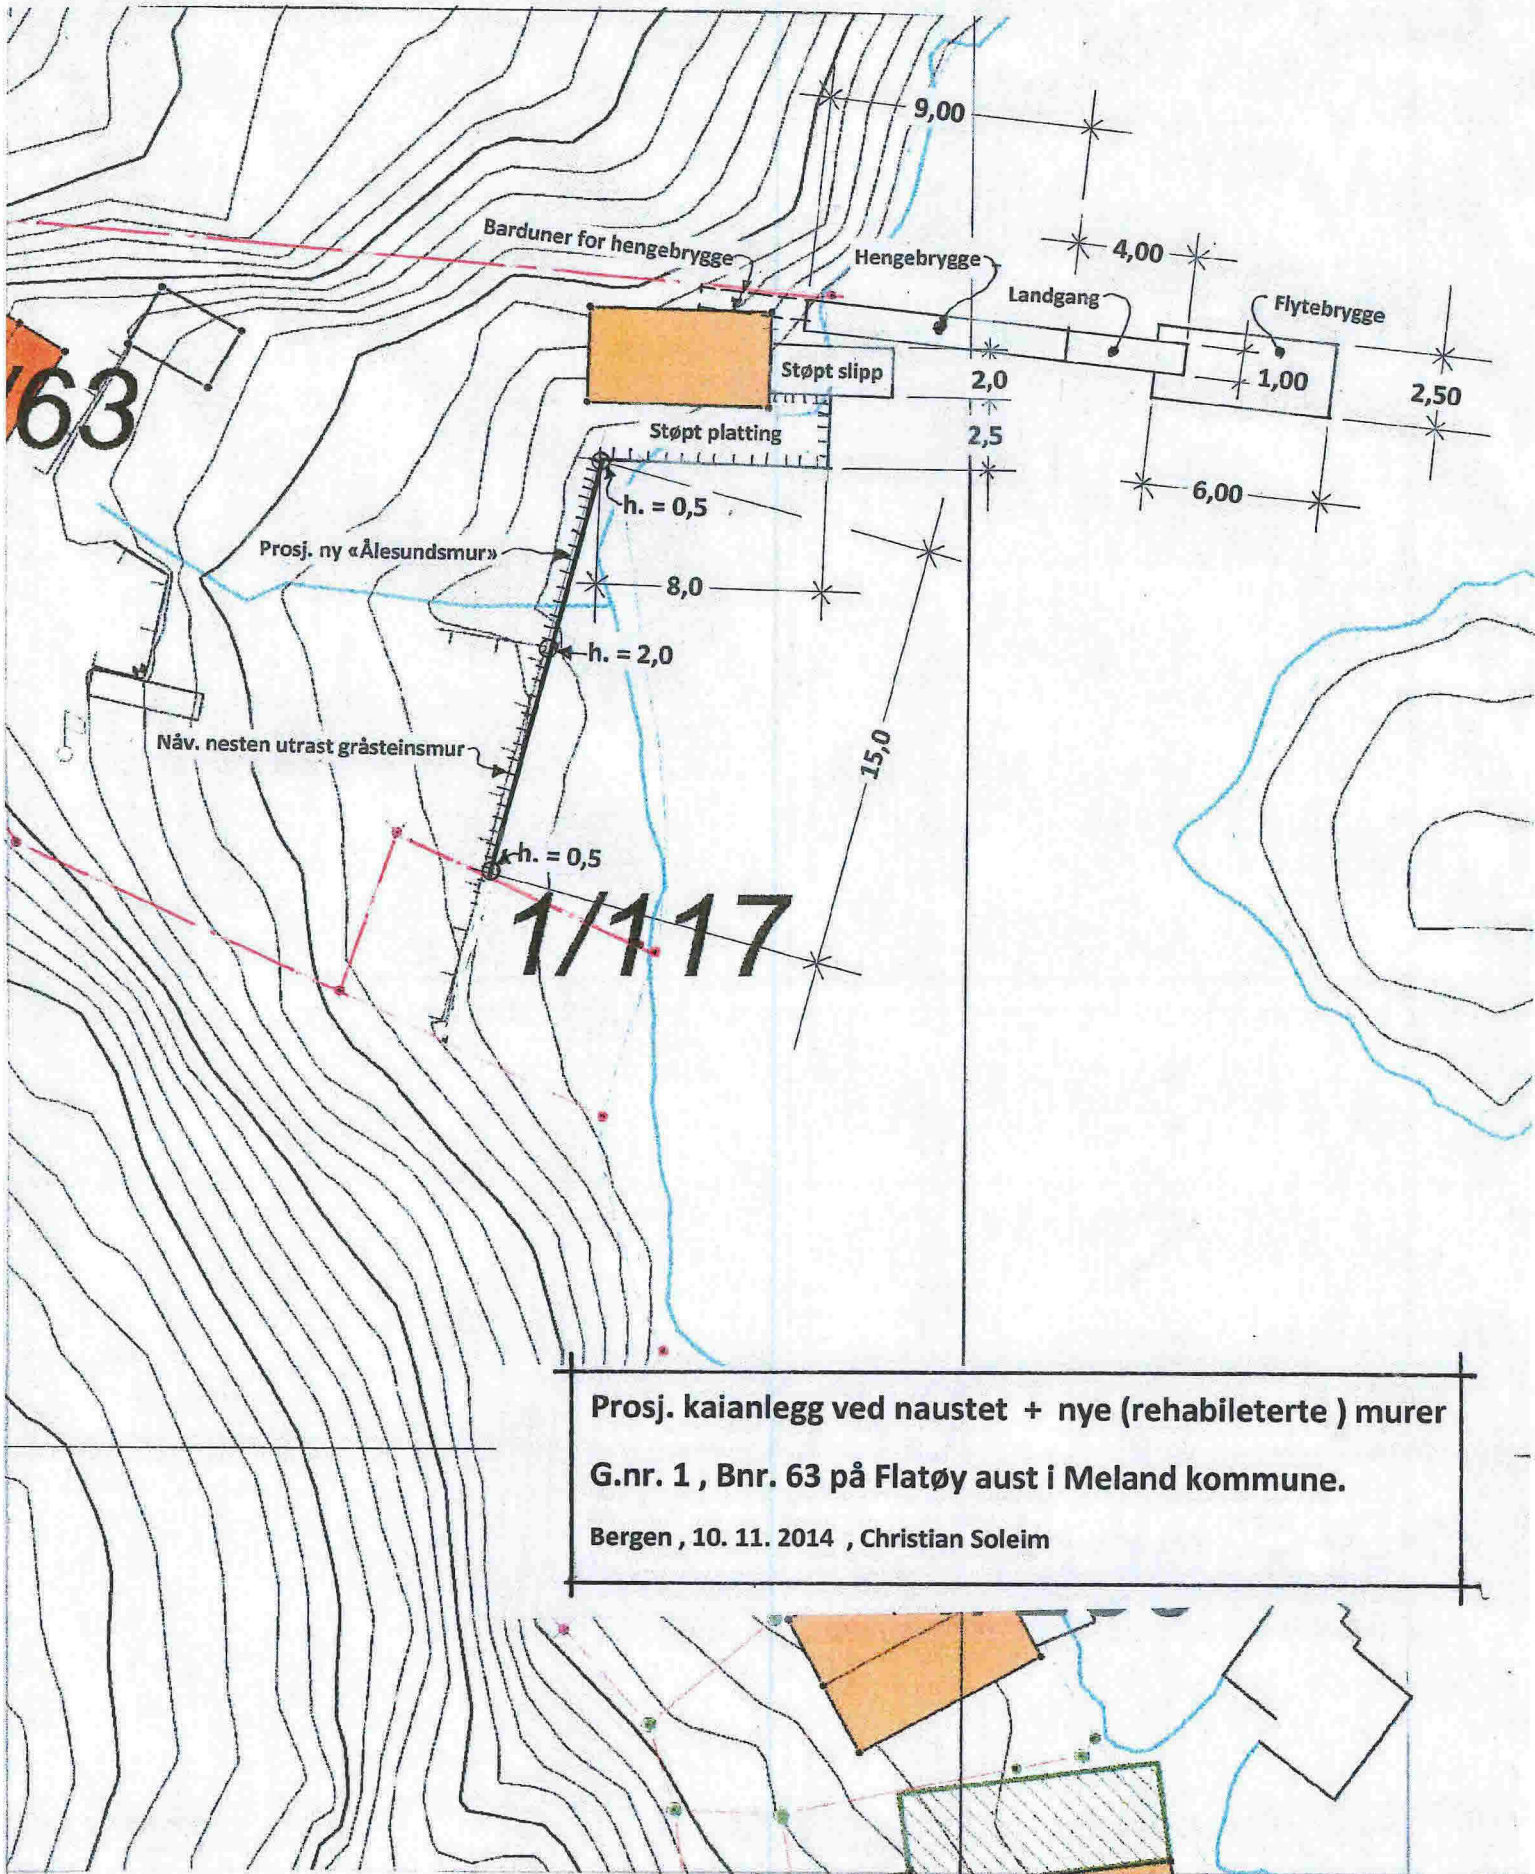 9,00
Barduner for hengebrygge
Hengebrygge
4,00
Landgang
Flytebrygge
/63
Støpt slipp
2,0
1,00
2,50
Støpt platting
2,5
6,00
h. = 0,5
Prosj. ny «Ålesundsmur»
8,0
h. = 2,0
Nåv. nesten utrast gråsteinsmur
15,0
h. = 0,5
1/117
Prosj. kaianlegg ved naustet + nye (rehabileterte ) murer
G.nr. 1 , Bnr. 63 på Flatøy aust i Meland kommune.
Bergen , 10. 11. 2014 , Christian Soleim